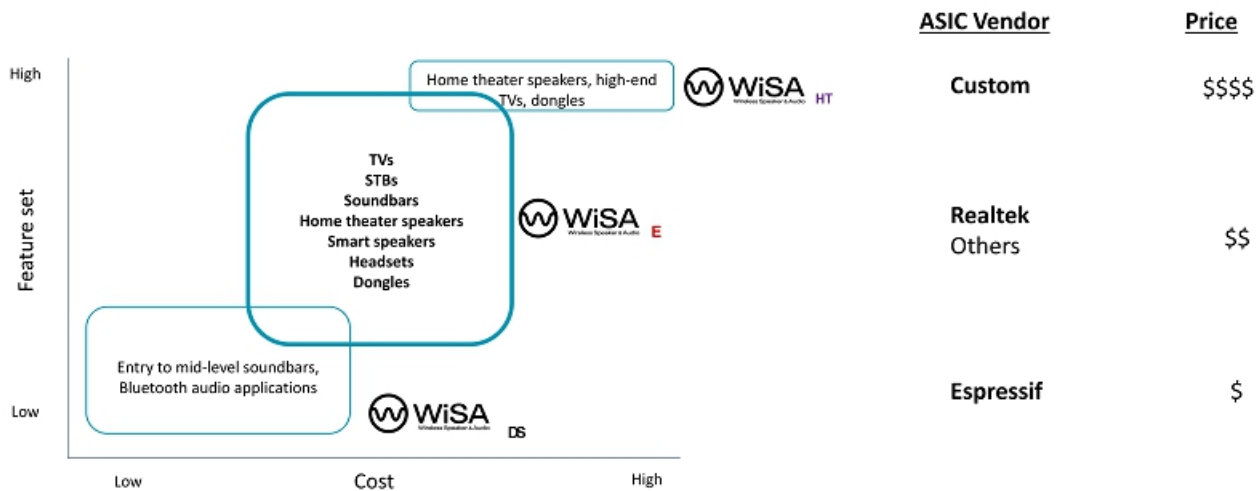 ASIC Vendor Price
High
Home theater speakers, high-end
TVs, dongles
WiSA
Wireless Speaker & Audio
HT
Custom $$$$
TVs
STBs
Soundbars
Home theater speakers
Smart speakers
Headsets
Dongles
WiSA
Wireless Speaker & Audio
E
Realtek
Others
$$
Feature set
Entry to mid-level soundbars,
Bluetooth audio applications
WiSA
Wireless Speaker & Audio
DS
Espressif $
Low
Low Cost High